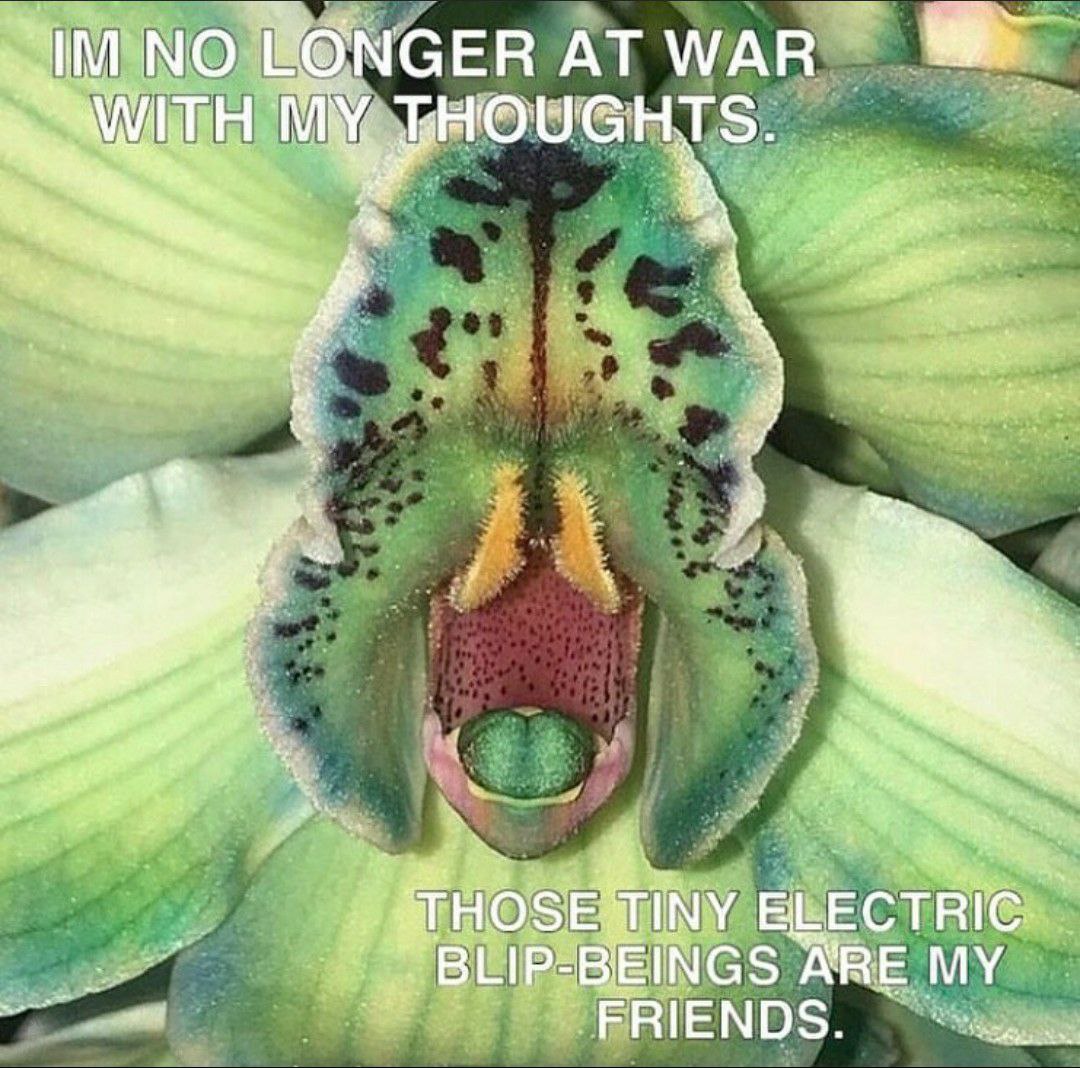 IM NO LONGER AT WAR
WITH MY THOUGHTS.
THOSE TINY ELECTRIC
BLIP-BEINGS ARE MY
FRIENDS.